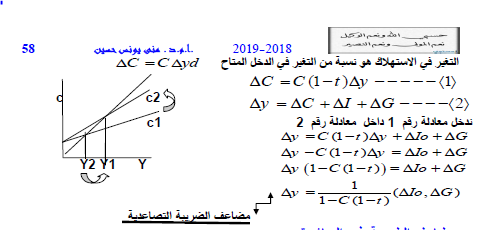 حسبي الله ونعم الوكيل
نعم المولى ونعم النصير
2019-2018
أ.م.د. منى يونس حسين
58
التغير في الاستهلاك هو نسبة من التغير في الدخل المتاح
ΔC=CΔyd
ΔC=C(1-t)Δy -----⟨1⟩
Δy=ΔC+ΔI+ΔG ----⟨2⟩
ندخل معادلة رقم 1 داخل معادلة رقم 2
Δy=C(1-t)Δy+ΔIo+ΔG
Δy-C(1-t)Δy=ΔIo+ΔG
Δy(1-C(1-t))=ΔIo+ΔG
Δy=1/1-C(1-t)(ΔIo,ΔG)
مضاعف الضريبة التصاعدية
c
c2
c1
Y2 Y1 Y